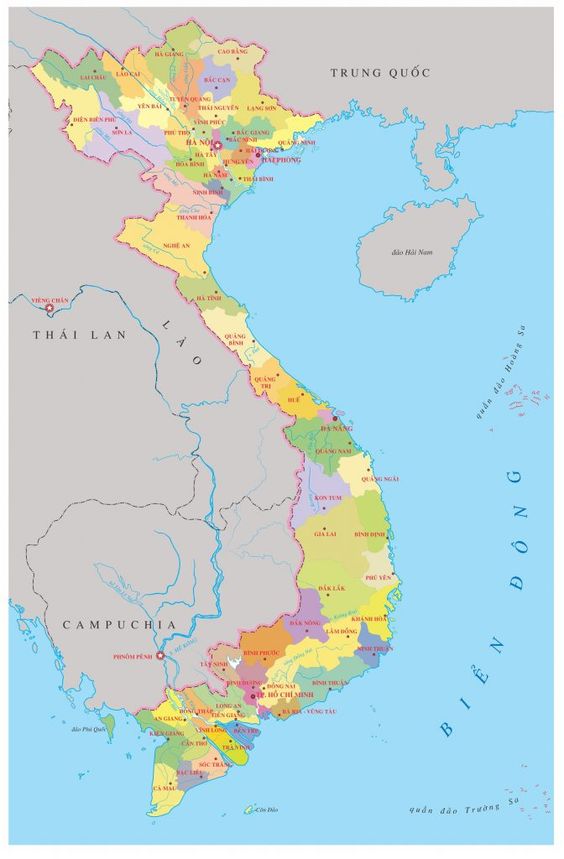 TRUNG QUỐC
HÀ GIANG
CAO BẰNG
LAI CHÂU
LÀO CAI
BẮC CẠN
TUYÊN QUANG
YÊN BÁI
THÁI NGUYÊN
LẠNG SƠN
ĐIỆN BIÊN PHỦ
SƠN LA
VĨNH PHÚC
PHÚ THỌ
BẮC GIANG
BẮC NINH
QUẢNG NINH
HÀ NỘI
HÀ TÂY
HẢI PHÒNG
HƯNG YÊN
HÒA BÌNH
HÀ NAM
THÁI BÌNH
NINH BÌNH
THANH HÓA
NGHỆ AN
đảo Hải Nam
HÀ TĨNH
VIÊNG CHĂN
THÁI LAN
LÀO
QUẢNG
BÌNH
QUẢNG
TRỊ
HUẾ
quần đảo Hoàng Sa
ĐÀ NẴNG
QUẢNG NAM
QUẢNG NGÃI
KON TUM
GIA LAI
BÌNH ĐỊNH
PHÚ YÊN
ĐẮK LẮK
BIỂN ĐÔNG
KHÁNH HÒA
ĐĂK NÔNG
LÂM ĐỒNG
CAMPUCHIA
S. MÊ KÔNG
PHNÔM PÊNH
BÌNH PHƯỚC
NINH THUẬN
TÂY NINH
sông Đồng Nai
BÌNH DƯƠNG
ĐỒNG NAI
BÌNH THUẬN
TP. HỒ CHÍ MINH
LONG AN
BÀ RỊA - VŨNG TÀU
ĐỒNG THÁP
TIỀN GIANG
AN GIANG
đảo Phú Quốc
VĨNH LONG
BẾN TRE
KIÊN GIANG
CẦN THƠ
TRÀ VINH
SÓC TRĂNG
BẠC LIÊU
CÀ MAU
Côn Đảo
quần đảo Trường Sa